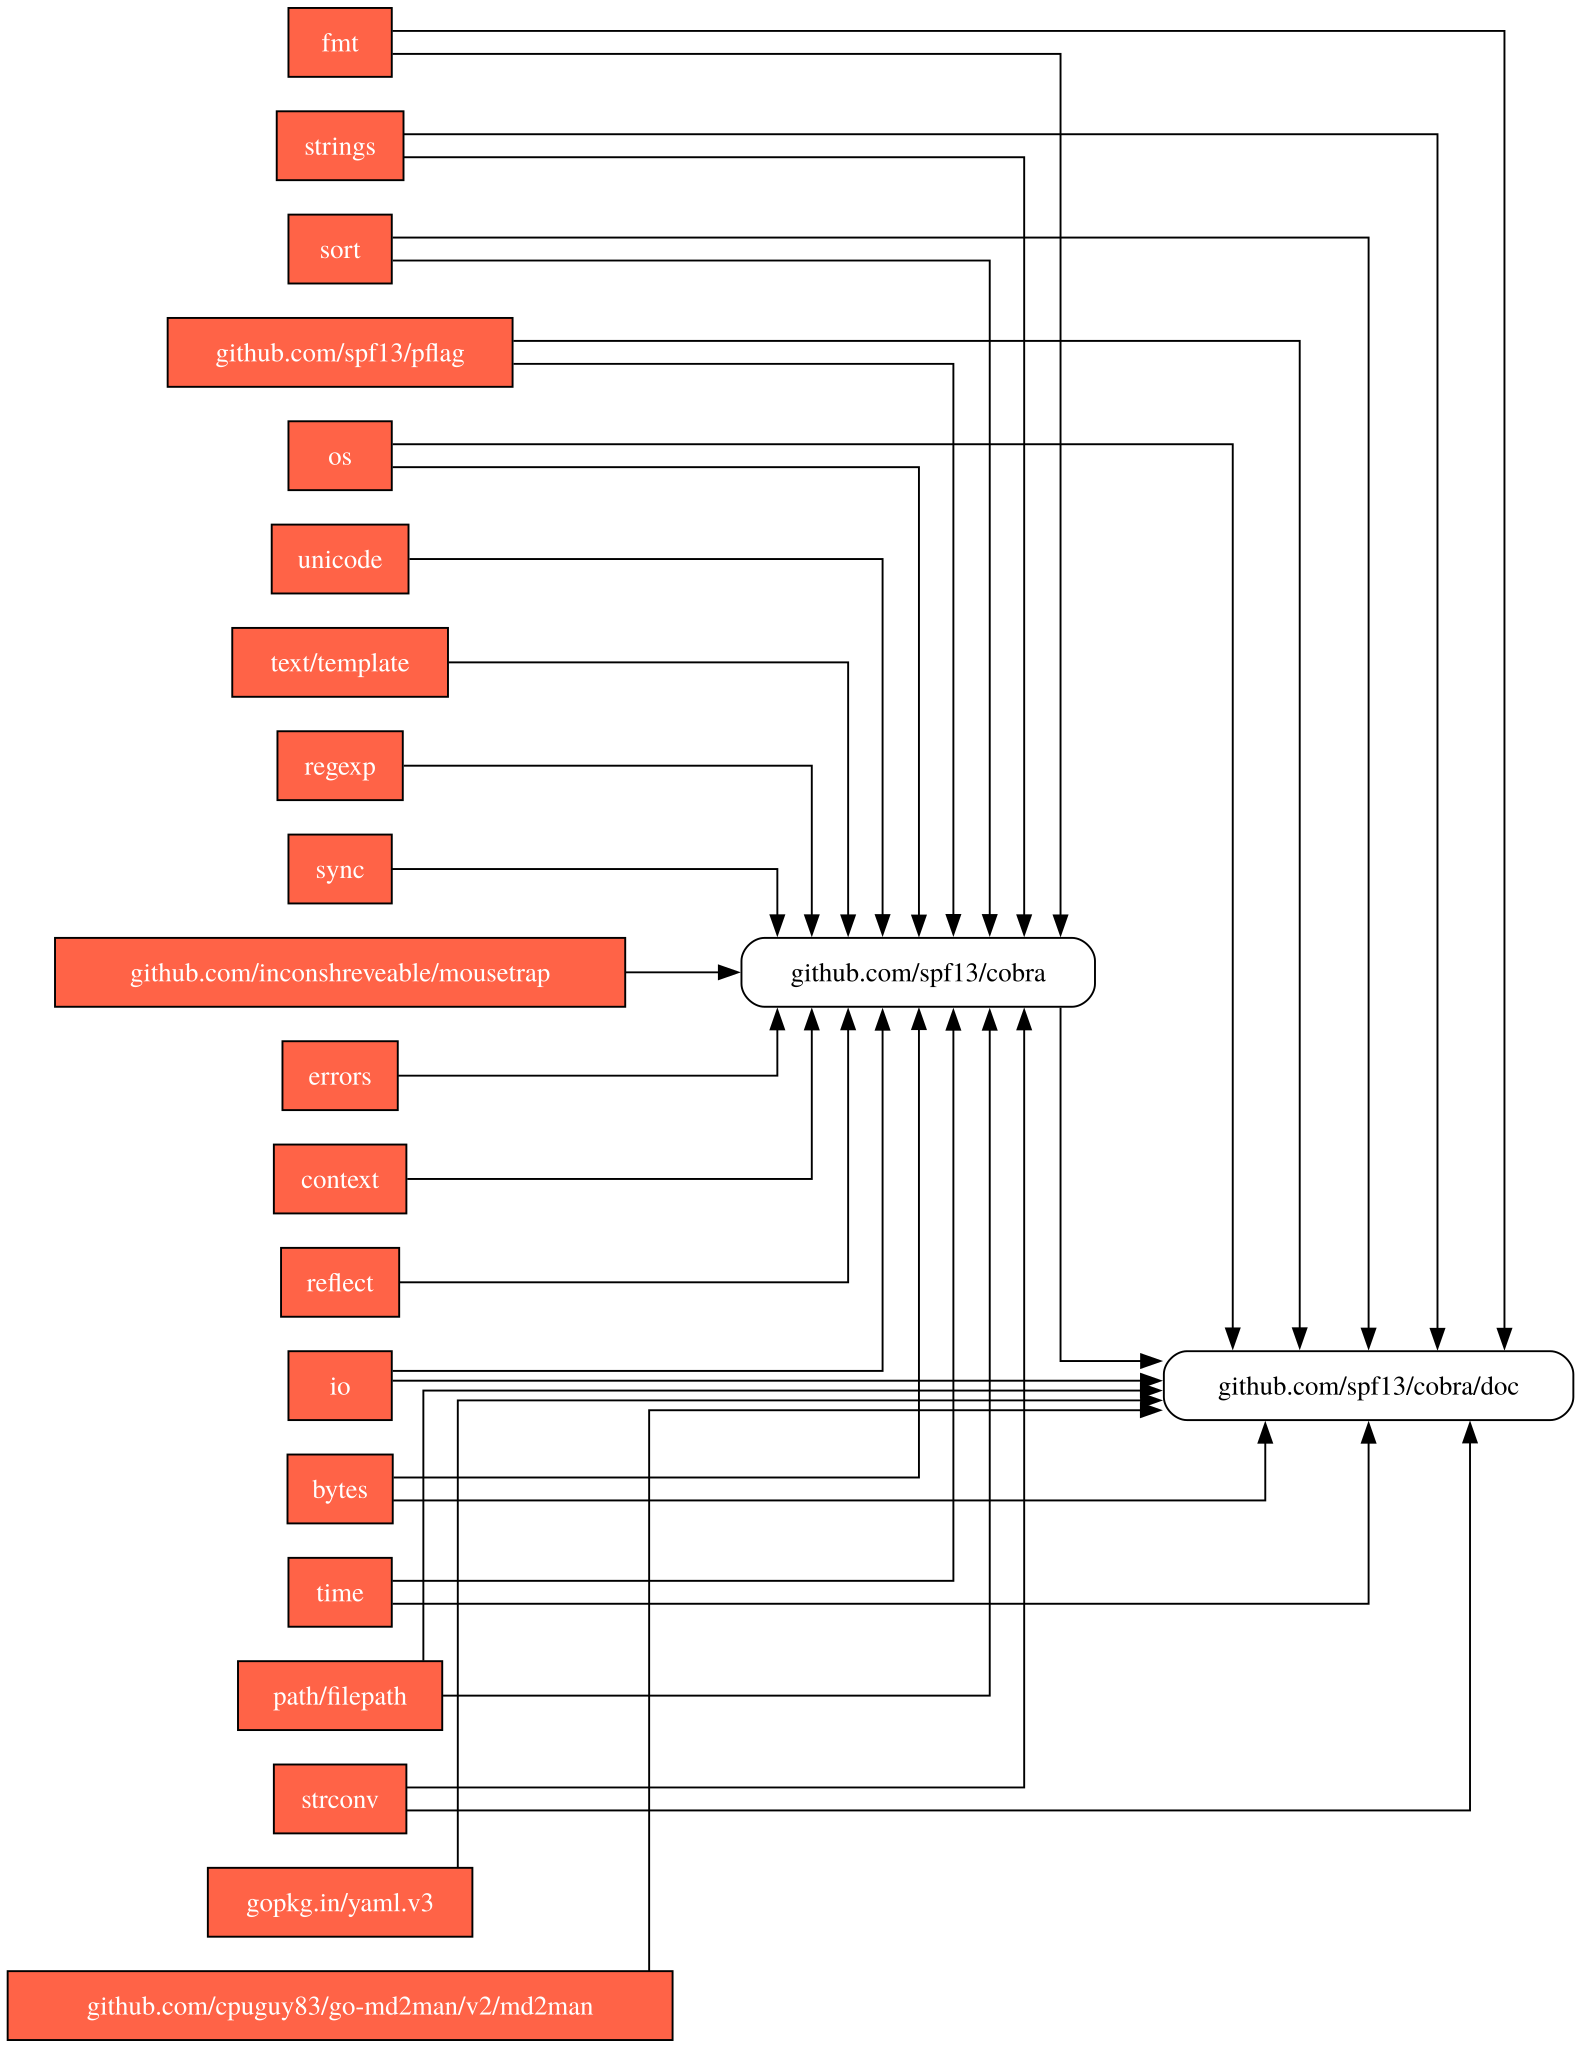 fmt
strings
sort
github.com/spf13/pflag
os
unicode
text/template
regexp
sync
github.com/inconshreveable/mousetrap
github.com/spf13/cobra
errors
context
reflect
io
github.com/spf13/cobra/doc
bytes
time
path/filepath
strconv
gopkg.in/yaml.v3
github.com/cpuguy83/go-md2man/v2/md2man